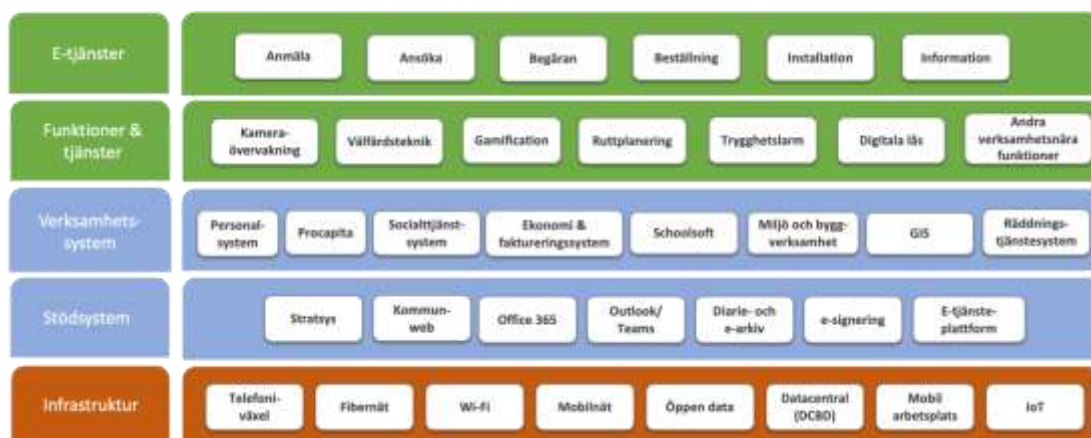 E-tjänster
Anmäla
Ansöka
Begäran
Beställning
Installation
Information
Funktioner &
tjänster
Kamera-
övervakning
Välfärdsteknik
Gamification
Ruttplanering
Trygghetslarm
Digitala lås
Andra
verksamhetsnära
funktioner
Verksamhets-
system
Personal-
system
Procapita
Socialttjänst-
system
Ekonomi &
faktureringssystem
Schoolsoft
Miljö och bygg-
verksamhet
GIS
Räddnings-
tjänstesystem
Stödsystem
Stratsys
Kommun-
web
Office 365
Outlook/
Teams
Diarie- och
e-arkiv
e-signering
E-tjänste-
plattform
Infrastruktur
Telefoni-
växel
Fibernät
Wi-Fi
Mobilnät
Öppen data
Datacentral
(DCBD)
Mobil
arbetsplats
IoT